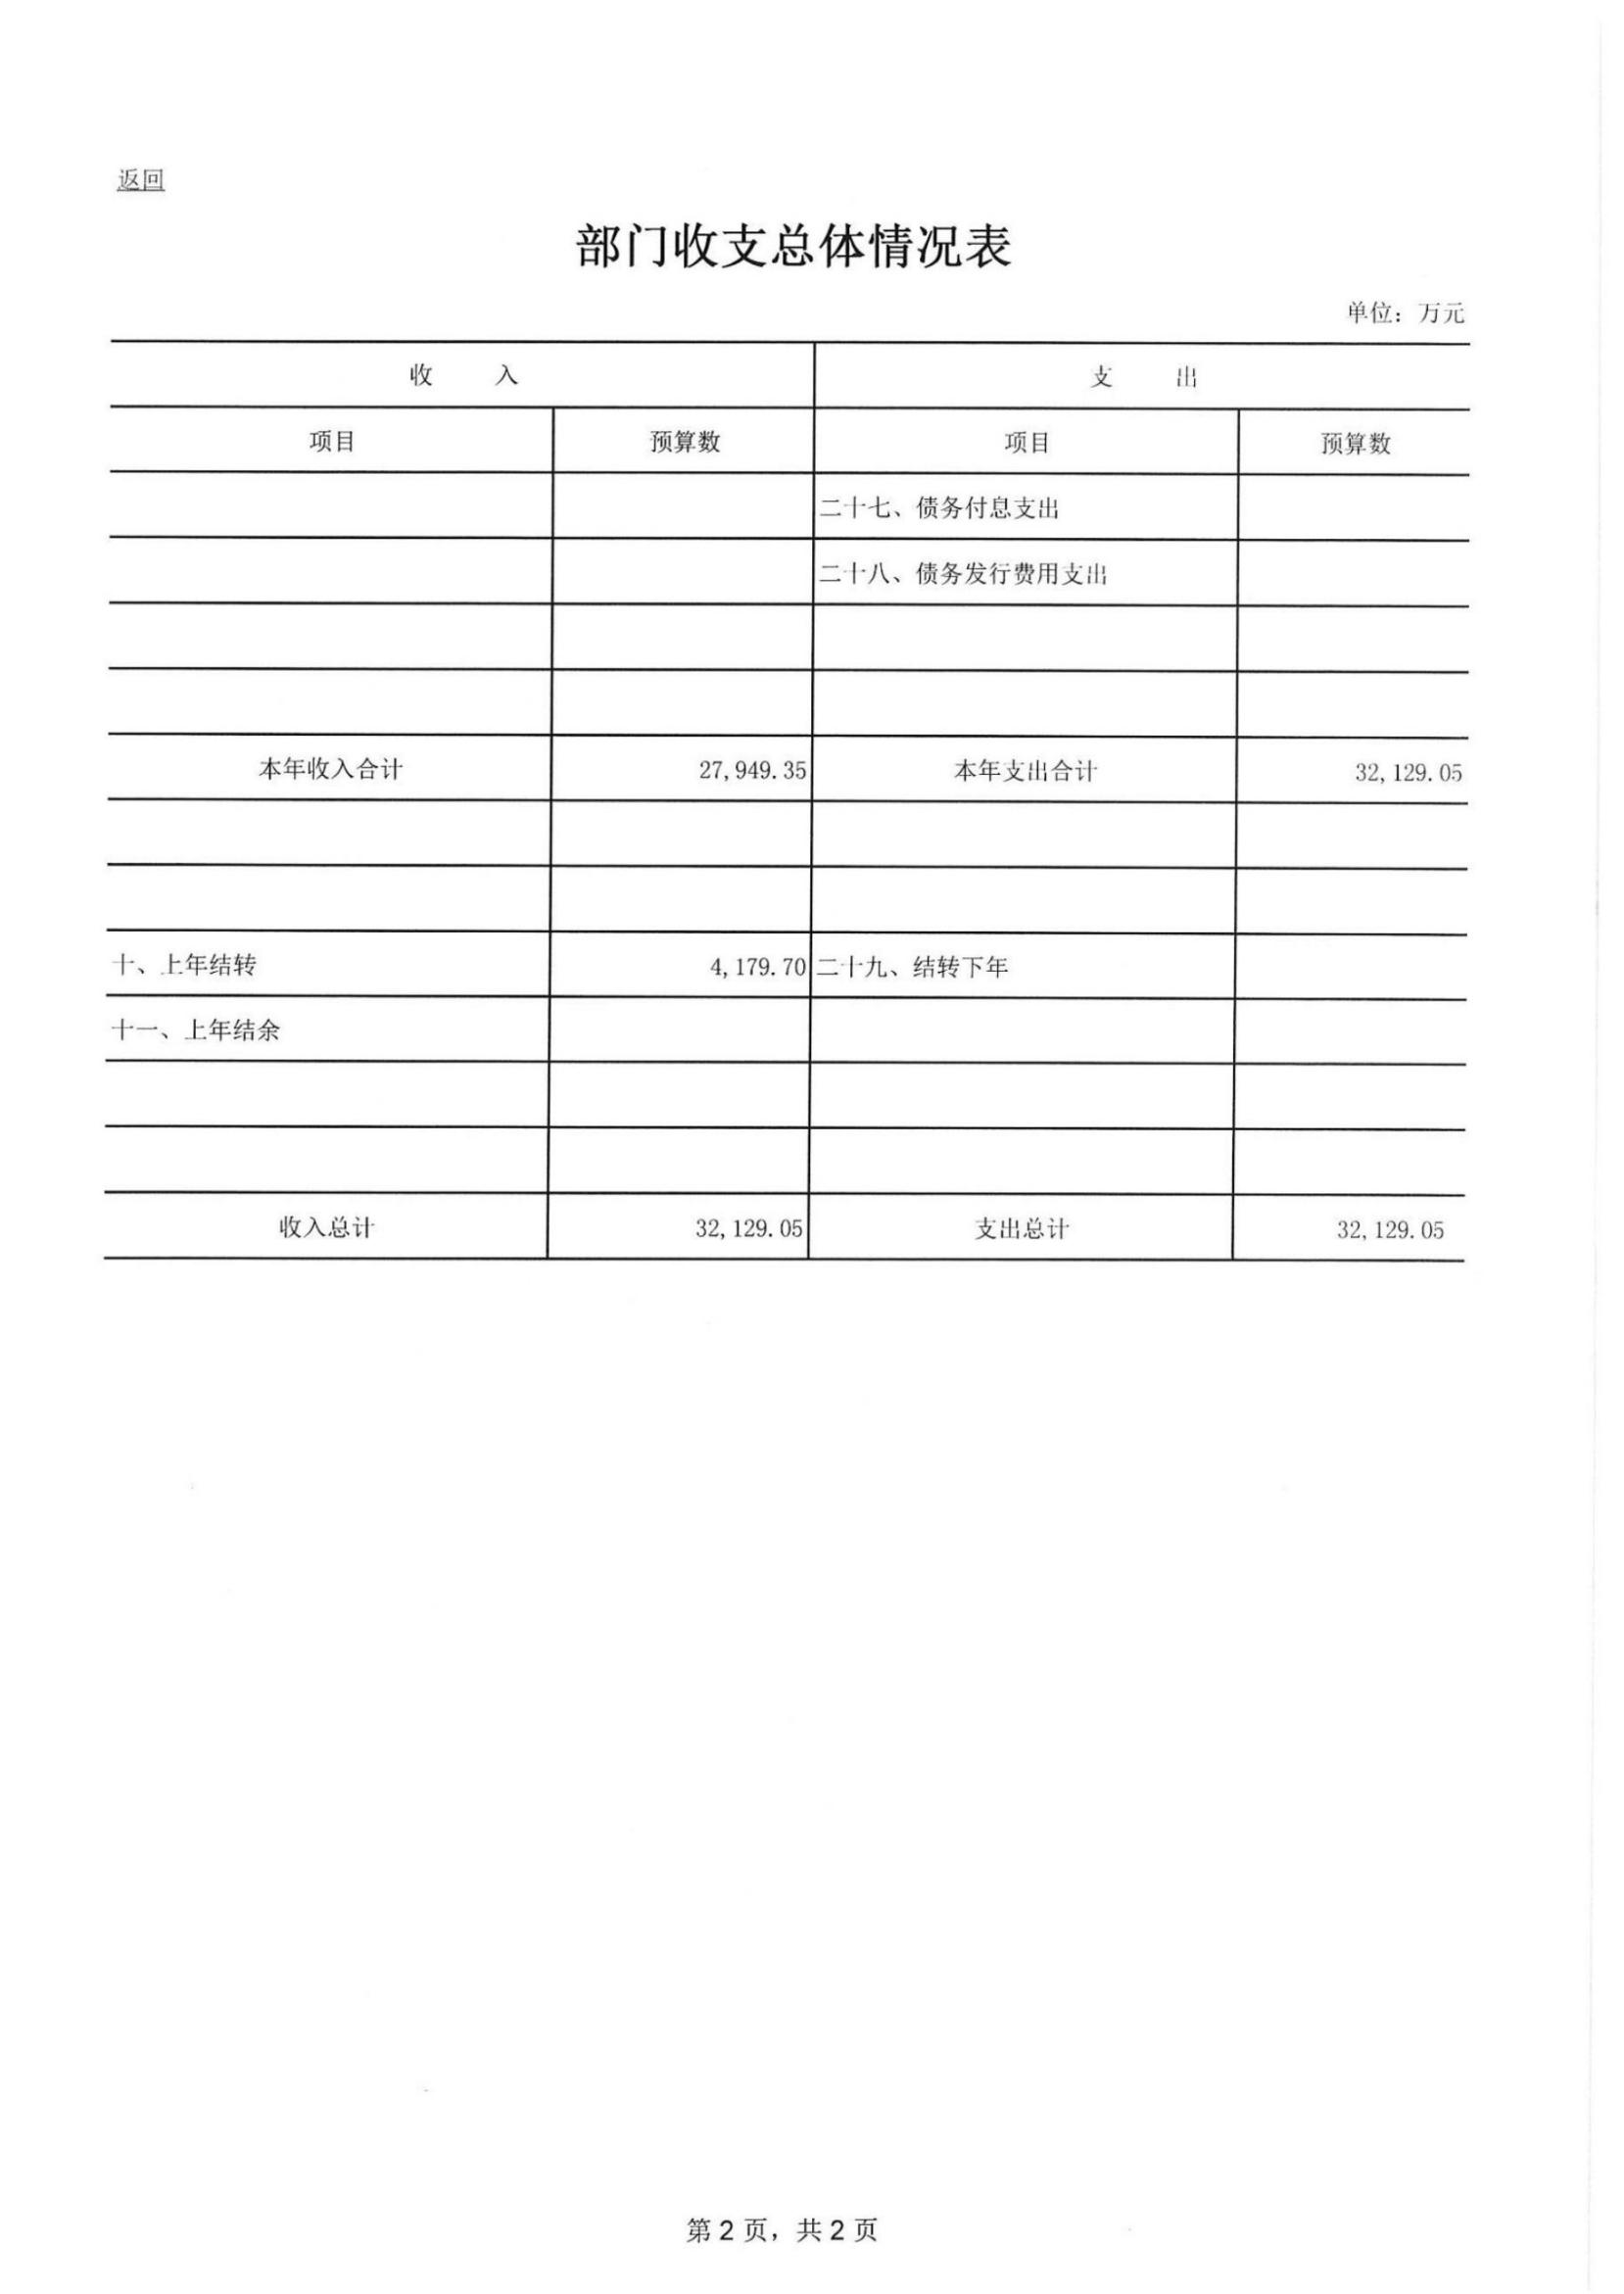 返回
部门收支总体情况表
单位：万元
收 入 支 出
项目 预算数 项目 预算数
二十七、债务付息支出
二十八、债务发行费用支出
本年收入合计 27,949.35 本年支出合计 32,129.05
十、上年结转 4,179.70 二十九、结转下年
十一、上年结余
收入总计 32,129.05 支出总计 32,129.05
第 2 页，共 2 页